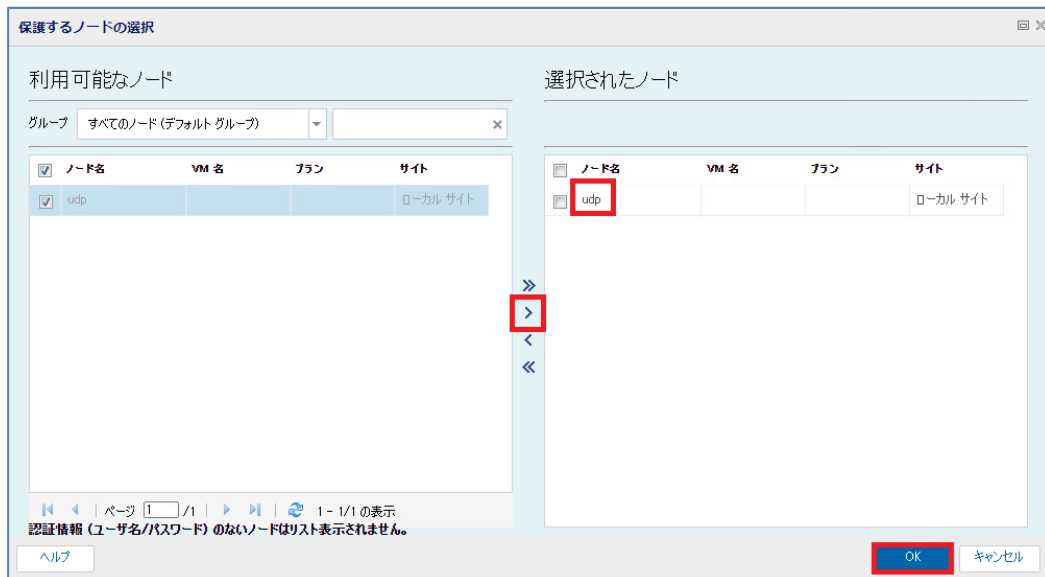 保護するノードの選択
利用可能なノード
グループ すべてのノード (デフォルト グループ)
ノード名 VM 名 プラン サイト
udp ローカル サイト
ページ 1 /1 1 - 1/1 の表示
認証情報 (ユーザ名/パスワード) のないノードはリスト表示されません。
選択されたノード
ノード名 VM 名 プラン サイト
udp ローカル サイト
ヘルプ OK キャンセル